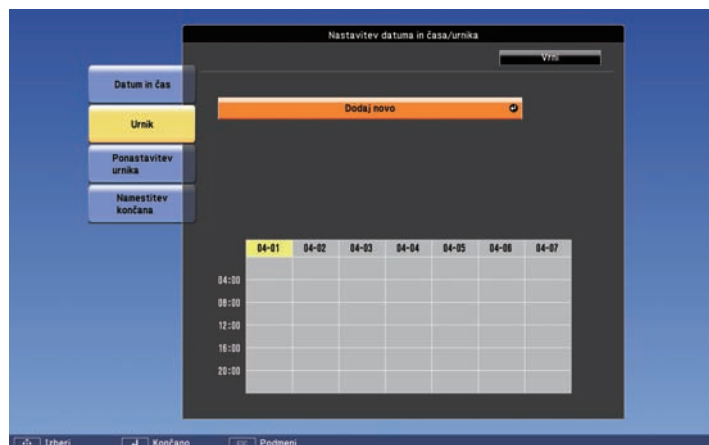 Nastavitev datuma in časa/urnika
Vrni
Datum in čas
Dodaj novo
Urnik
Ponastavitev
urnika
Namestitev
končana
04-01 04-02 04-03 04-04 04-05 04-06 04-07
04:00
08:00
12:00
16:00
20:00
Izberi Končano ESC Podmeni